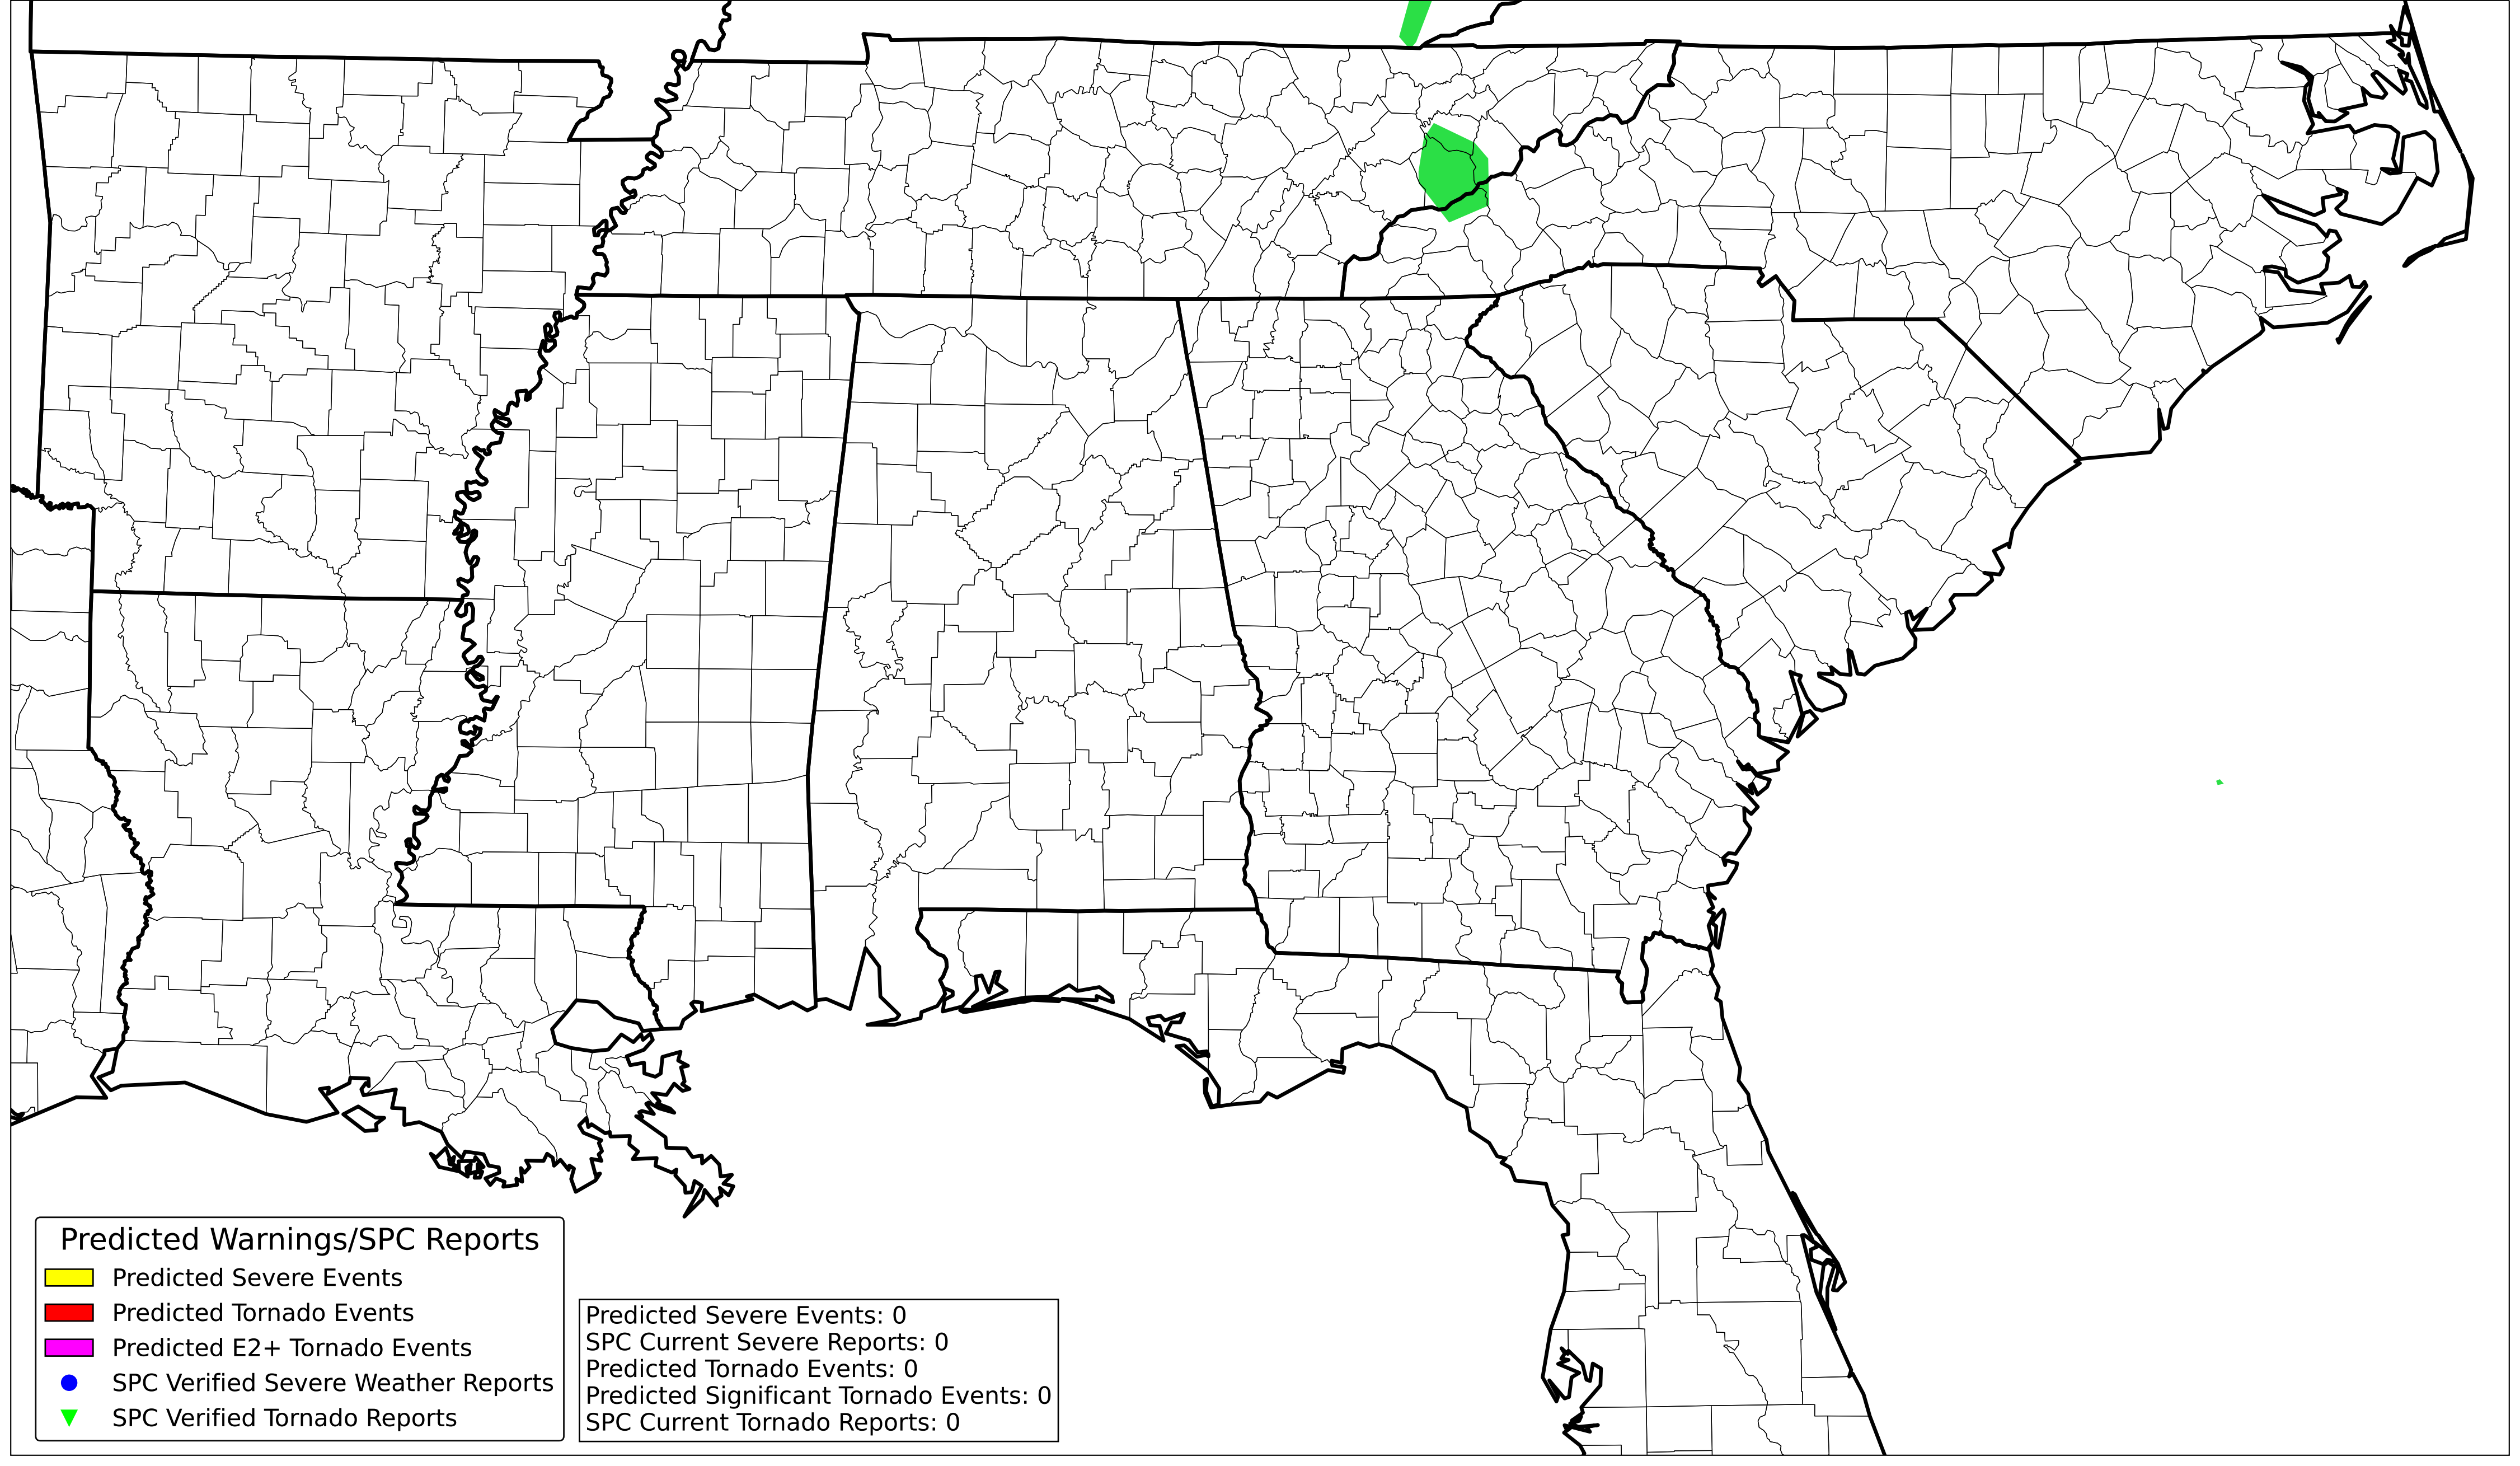 Predicted Warnings/SPC Reports
Predicted Severe Events
Predicted Tornado Events
Predicted E2+ Tornado Events
SPC Verified Severe Weather Reports
SPC Verified Tornado Reports
Predicted Severe Events: 0
SPC Current Severe Reports: 0
Predicted Tornado Events: 0
Predicted Significant Tornado Events: 0
SPC Current Tornado Reports: 0